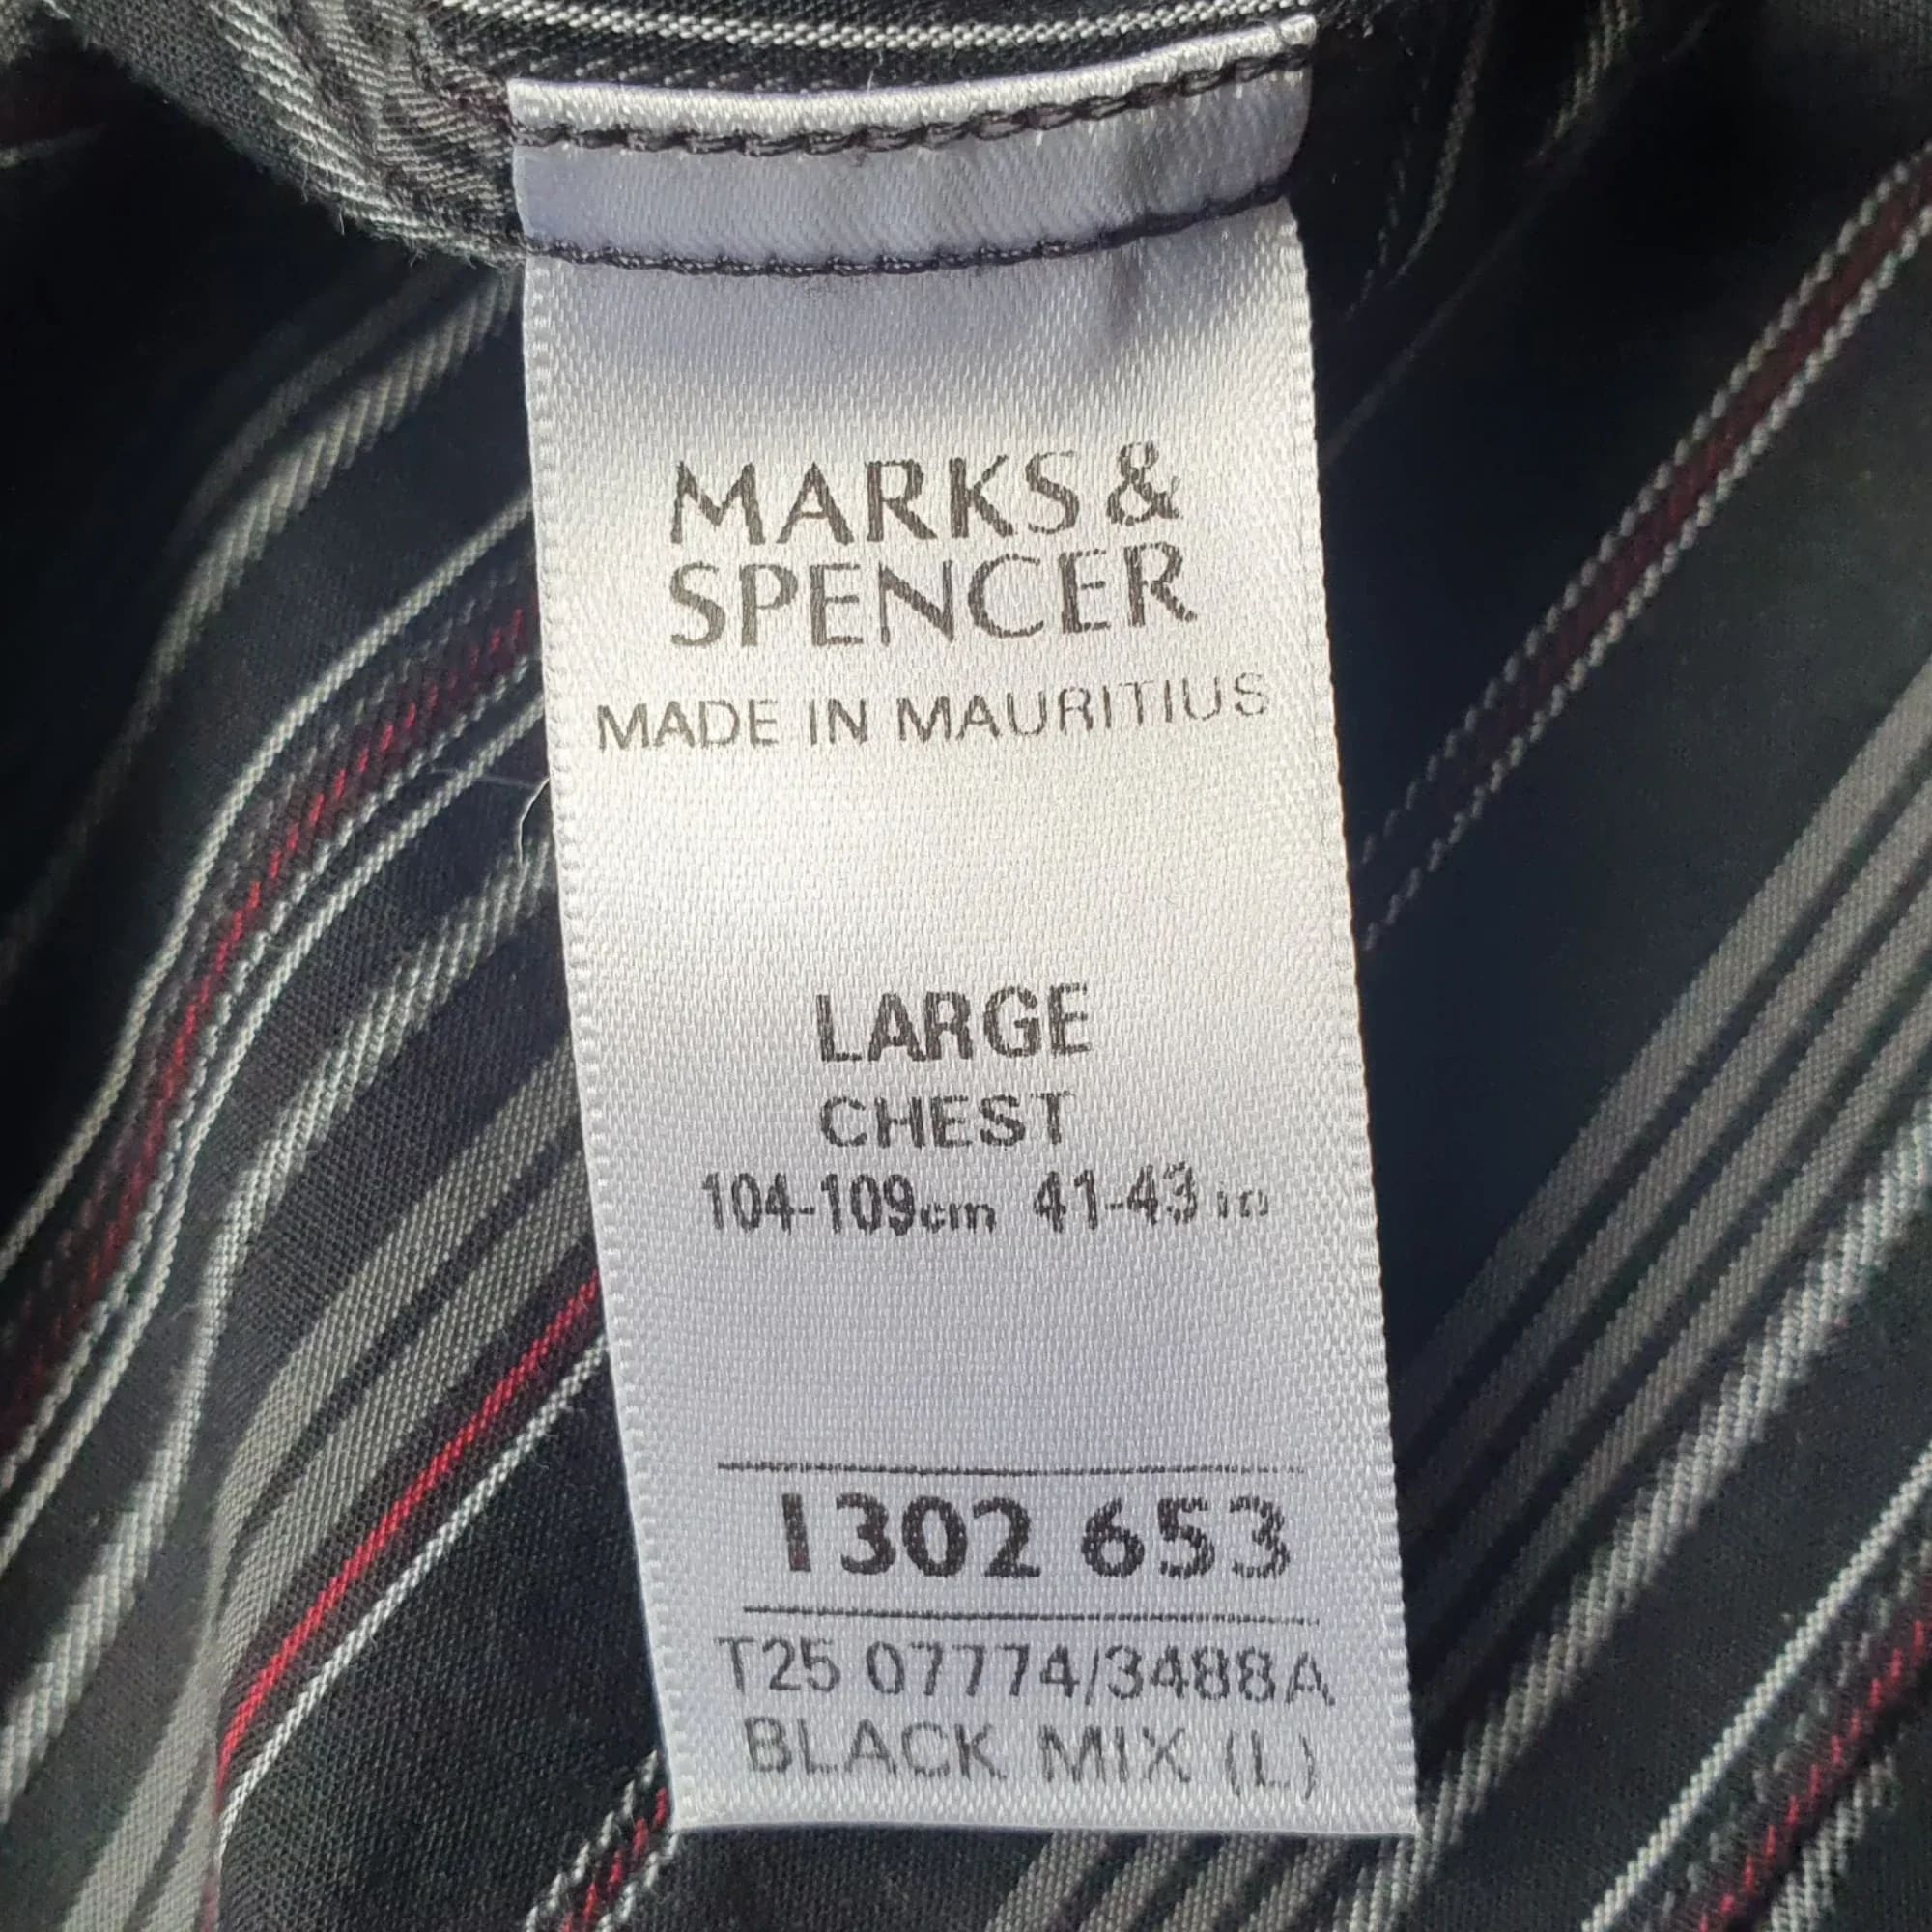 MARKS &
SPENCER
MADE IN MAURITIUS
LARGE
CHEST
104-109cm 41-43 in
1302 653
T25 07774/3488A
BLACK MIX (L)